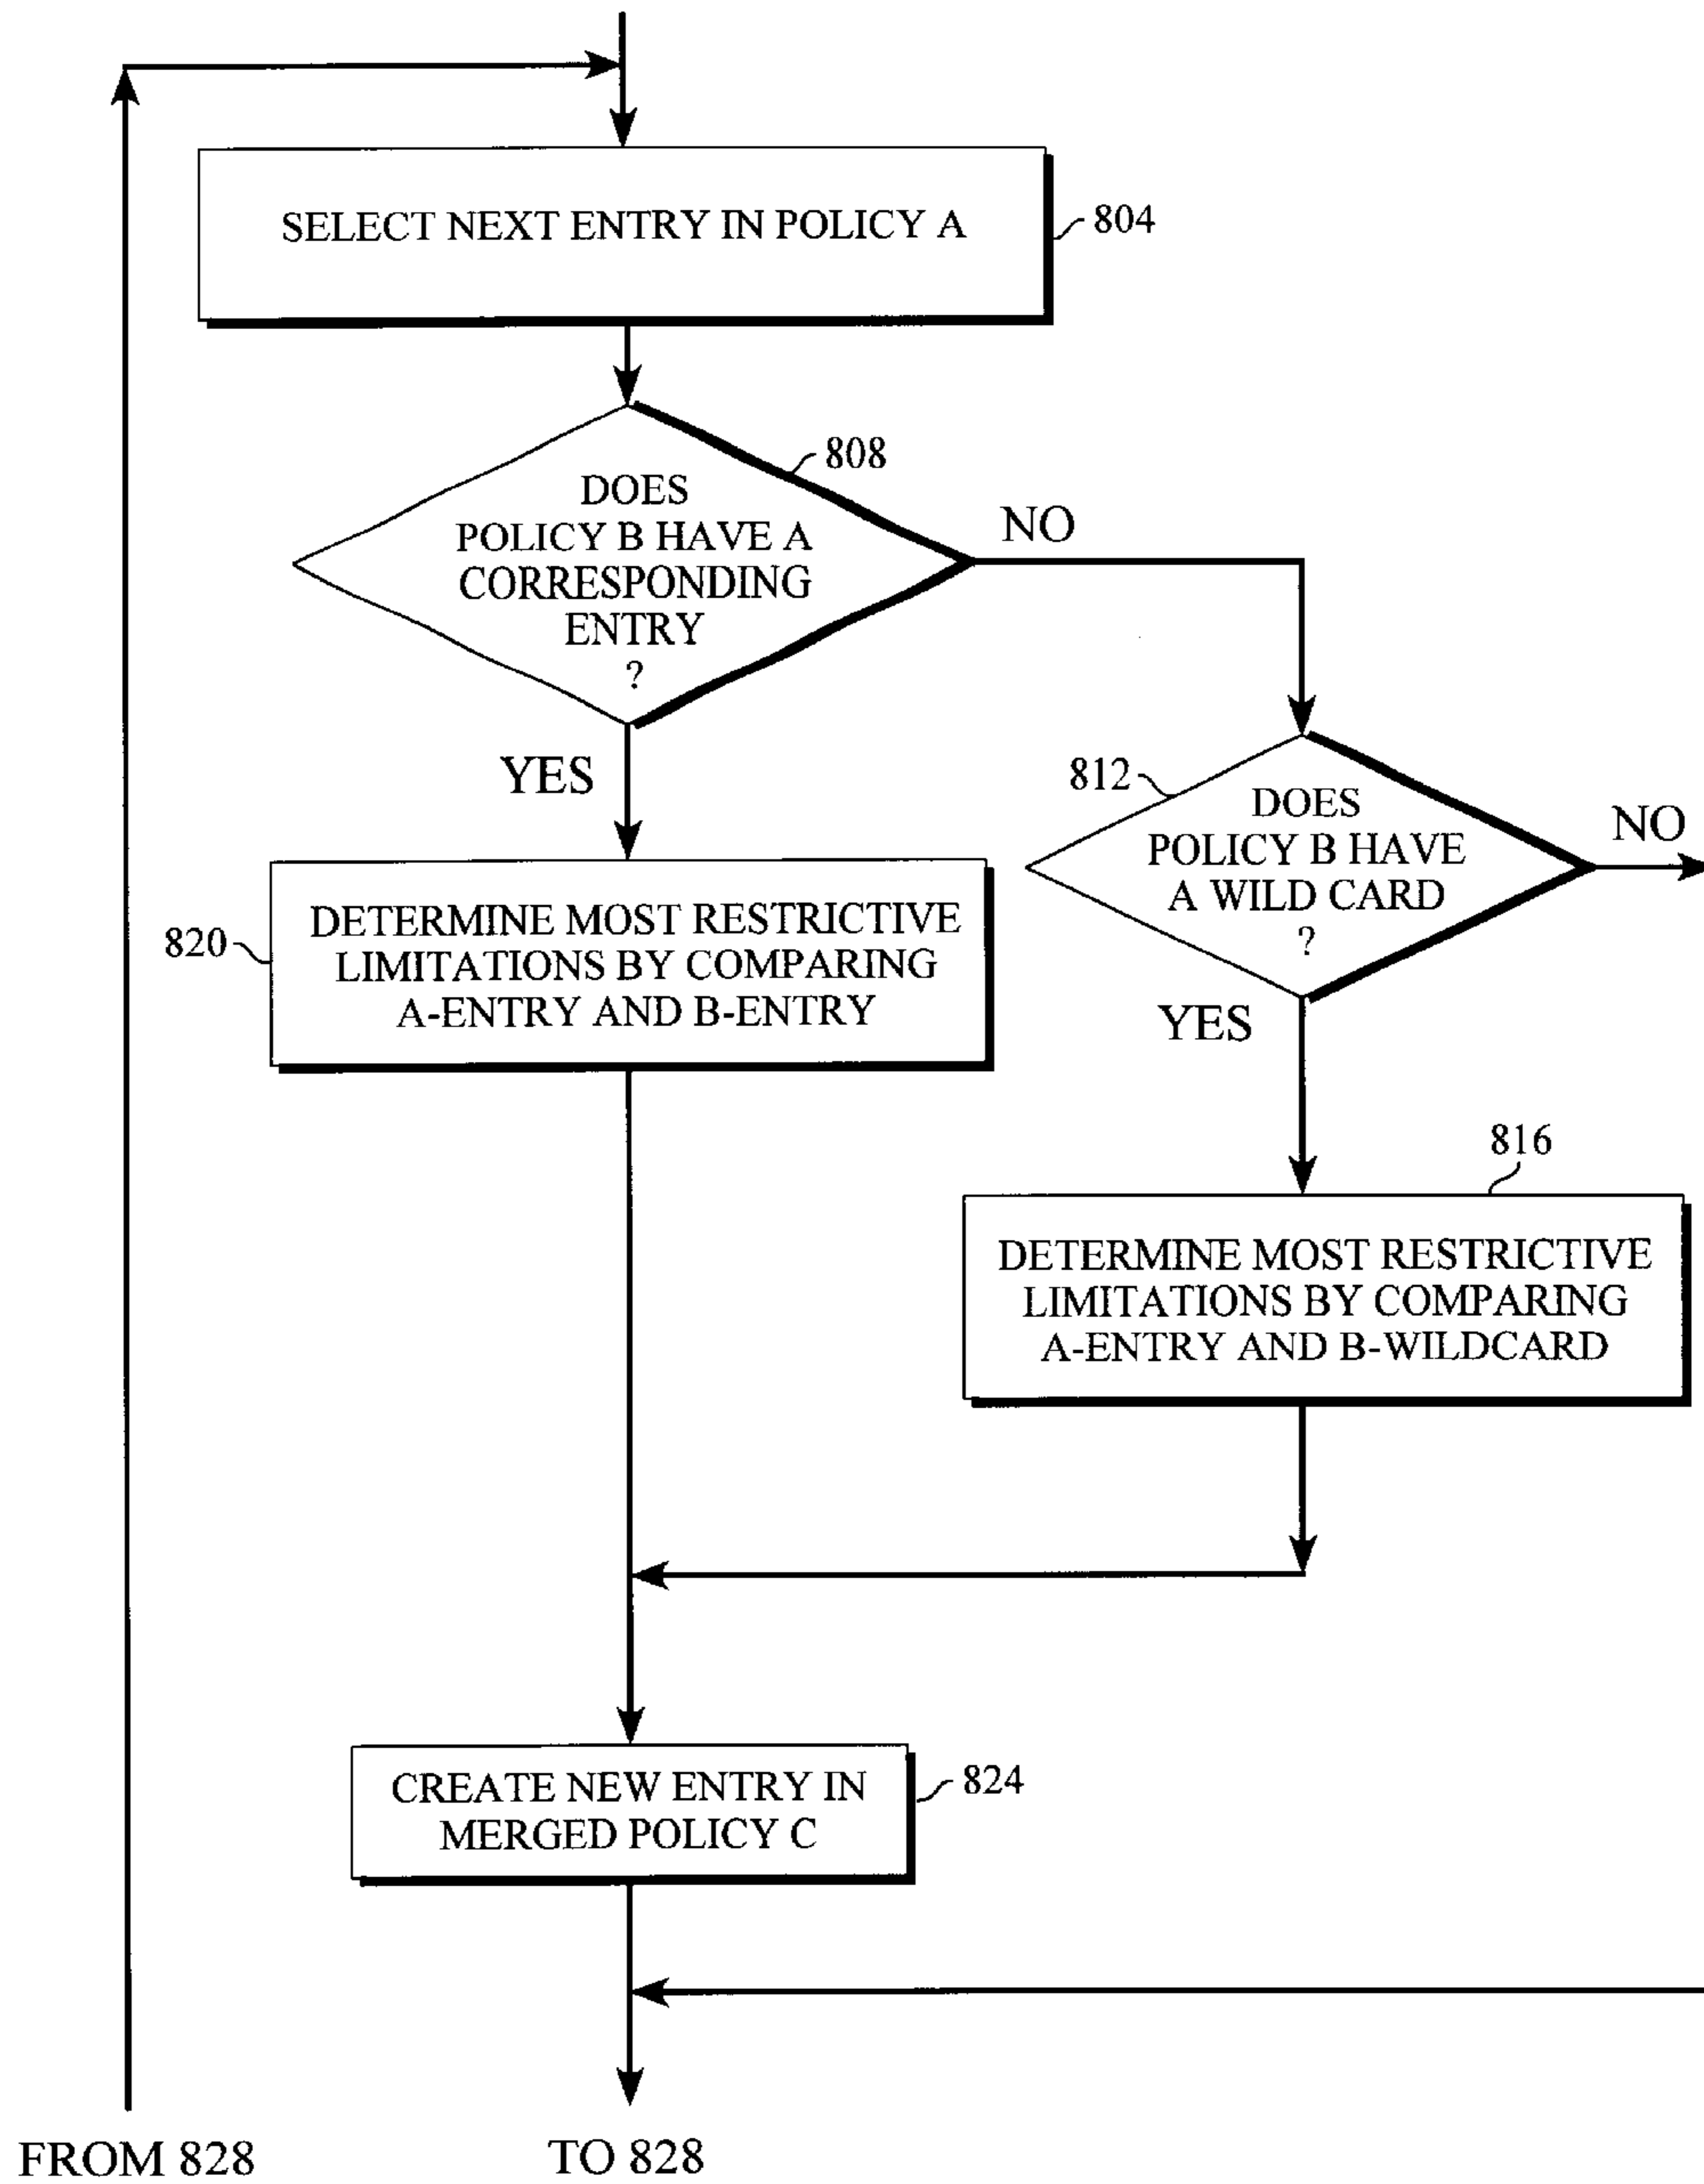 SELECT NEXT ENTRY IN POLICY A
804
808
DOES
POLICY B HAVE A
CORRESPONDING
ENTRY
?
NO
YES
812
DOES
POLICY B HAVE
A WILD CARD
?
NO
YES
820
DETERMINE MOST RESTRICTIVE
LIMITATIONS BY COMPARING
A-ENTRY AND B-ENTRY
816
DETERMINE MOST RESTRICTIVE
LIMITATIONS BY COMPARING
A-ENTRY AND B-WILDCARD
CREATE NEW ENTRY IN
MERGED POLICY C
824
FROM 828
TO 828